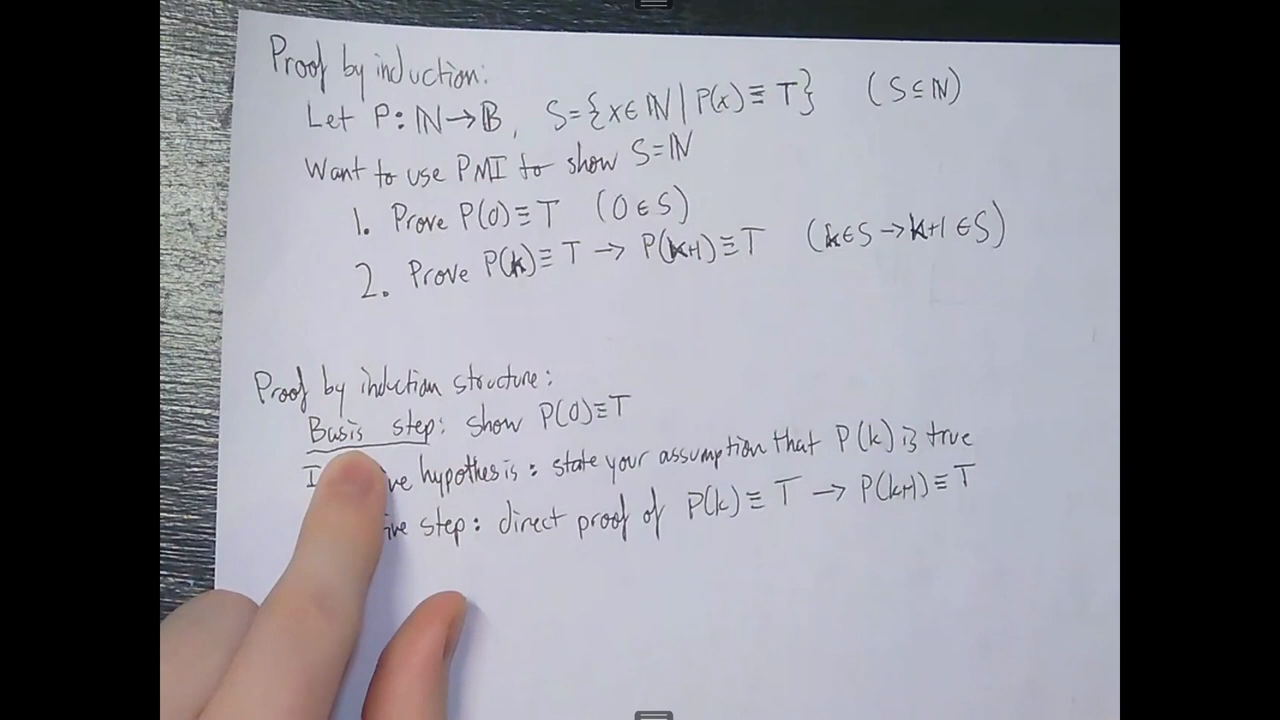 Proof by induction:
Let P: ℕ→𝔹, S={x∈ℕ | P(x)≡T} (S⊆ℕ)
Want to use PMI to show S=ℕ
1. Prove P(0)≡T (0∈S)
2. Prove P(k)≡T → P(k+1)≡T (k∈S→k+1∈S)
Proof by induction structure:
Basis step: show P(0)≡T
hypothesis: state your assumption that P(k) is true
step: direct proof of P(k)≡T → P(k+1)≡T